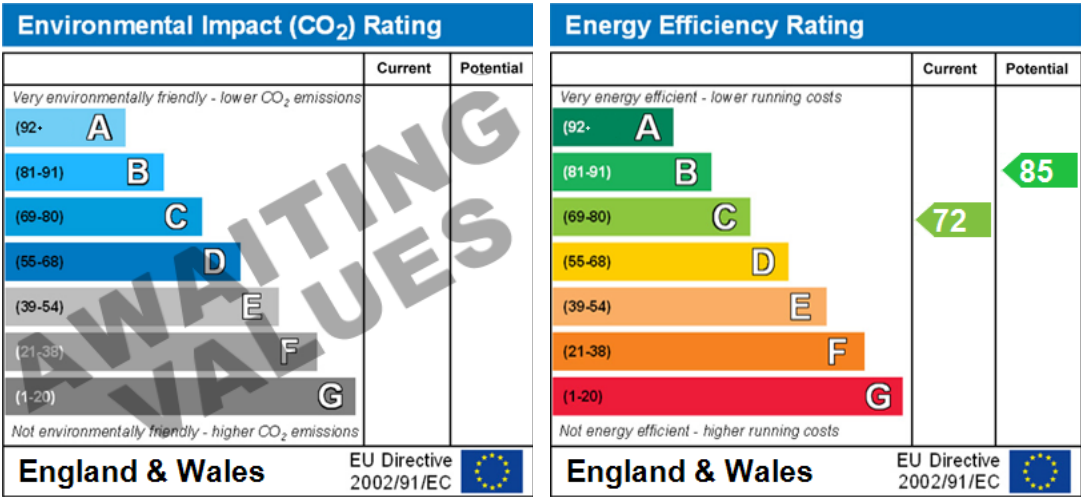 Environmental Impact (CO2) Rating
Current Potential
Very environmentally friendly - lower CO2 emissions
(92+ A
(81-91) B
(69-80) C
(55-68) D
(39-54) E
(21-38) F
(1-20) G
Not environmentally friendly - higher CO2 emissions
AWAITING
VALUES
England & Wales
EU Directive
2002/91/EC
Energy Efficiency Rating
Current Potential
Very energy efficient - lower running costs
(92+ A
(81-91) B
85
(69-80) C
72
(55-68) D
(39-54) E
(21-38) F
(1-20) G
Not energy efficient - higher running costs
England & Wales
EU Directive
2002/91/EC